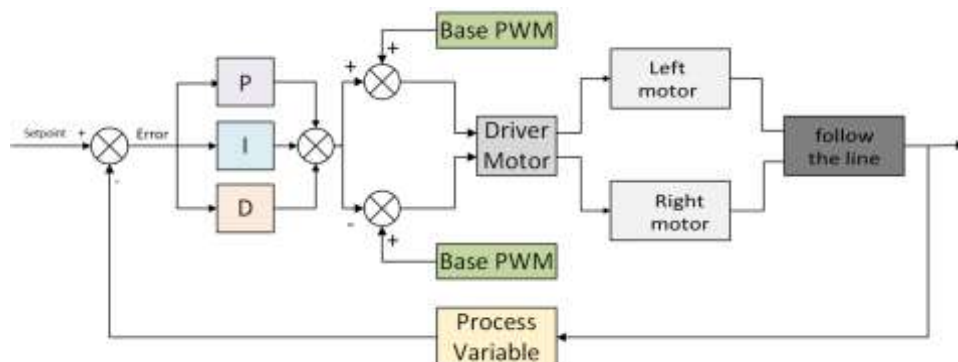 Base PWM
+
+
P
Left
motor
Setpoint
+
Error
I
Driver
Motor
follow
the line
-
D
-
+
Right
motor
Base PWM
Process
Variable